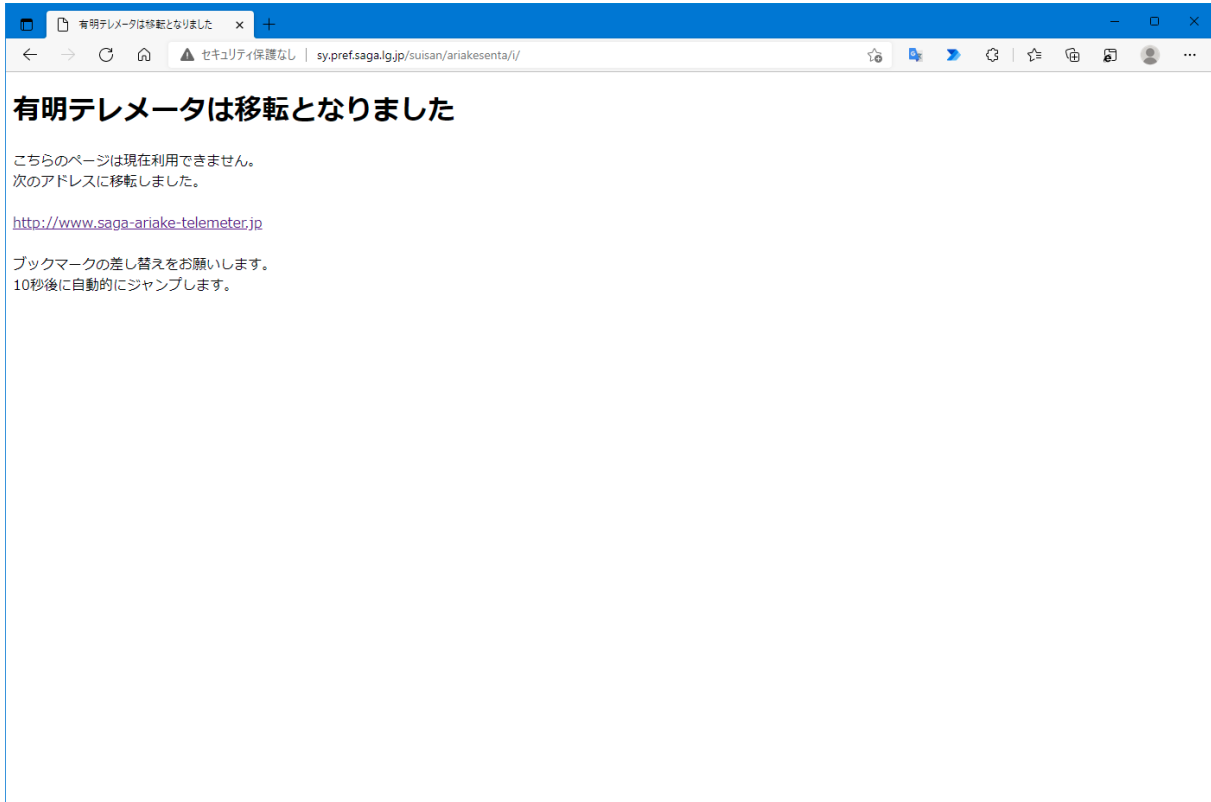 有明テレメータは移転となりました
セキュリティ保護なし | sy.pref.saga.lg.jp/suisan/ariakesenta/i/
有明テレメータは移転となりました
こちらのページは現在利用できません。
次のアドレスに移転しました。
http://www.saga-ariake-telemeter.jp
ブックマークの差し替えをお願いします。
10秒後に自動的にジャンプします。